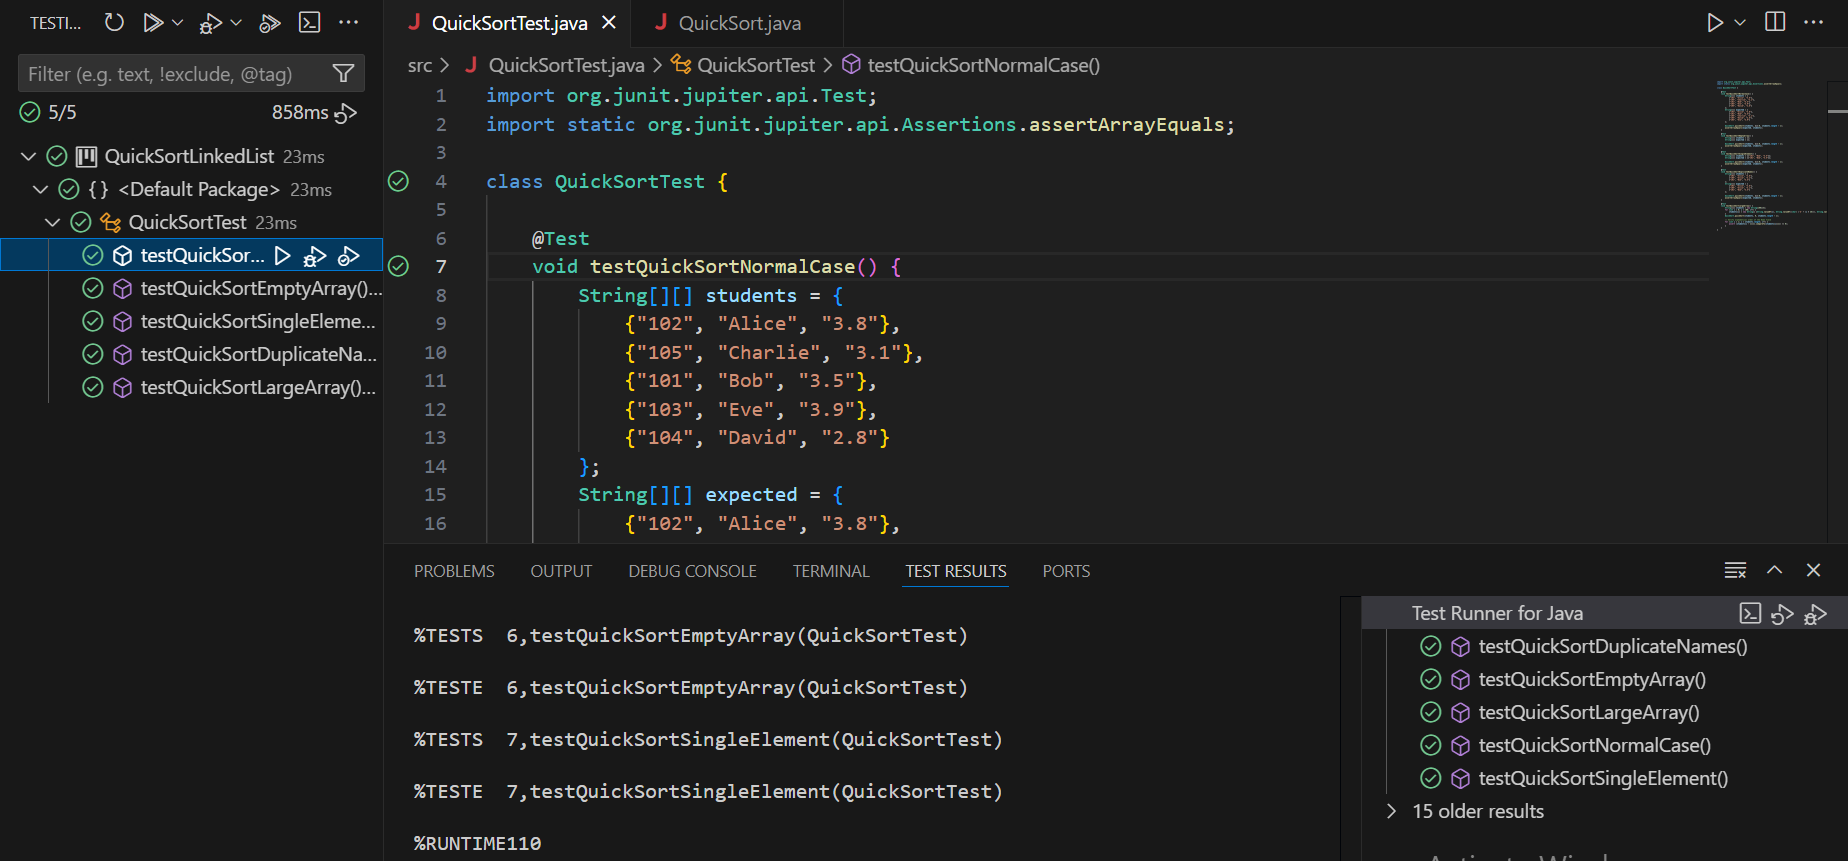 TESTI...
Filter (e.g. text, !exclude, @tag)
5/5 858ms
QuickSortLinkedList 23ms
{} <Default Package> 23ms
QuickSortTest 23ms
testQuickSor...
testQuickSortEmptyArray()...
testQuickSortSingleEleme...
testQuickSortDuplicateNa...
testQuickSortLargeArray()...
J QuickSortTest.java
J QuickSort.java
src > J QuickSortTest.java > QuickSortTest > testQuickSortNormalCase()
1 import org.junit.jupiter.api.Test;
2 import static org.junit.jupiter.api.Assertions.assertArrayEquals;
3
4 class QuickSortTest {
5
6 @Test
7 void testQuickSortNormalCase() {
8 String[][] students = {
9 {"102", "Alice", "3.8"},
10 {"105", "Charlie", "3.1"},
11 {"101", "Bob", "3.5"},
12 {"103", "Eve", "3.9"},
13 {"104", "David", "2.8"}
14 };
15 String[][] expected = {
16 {"102", "Alice", "3.8"},
PROBLEMS OUTPUT DEBUG CONSOLE TERMINAL TEST RESULTS PORTS
%TESTS 6,testQuickSortEmptyArray(QuickSortTest)
%TESTE 6,testQuickSortEmptyArray(QuickSortTest)
%TESTS 7,testQuickSortSingleElement(QuickSortTest)
%TESTE 7,testQuickSortSingleElement(QuickSortTest)
%RUNTIME110
Test Runner for Java
testQuickSortDuplicateNames()
testQuickSortEmptyArray()
testQuickSortLargeArray()
testQuickSortNormalCase()
testQuickSortSingleElement()
15 older results